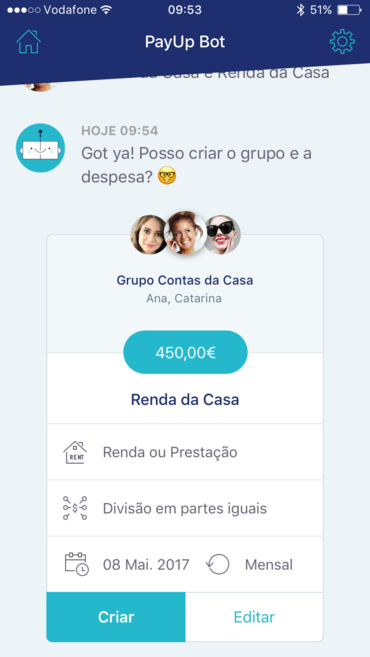 Vodafone 09:53 51%
PayUp Bot
Casa e Renda da Casa
HOJE 09:54
Got ya! Posso criar o grupo e a
despesa? 🤓
Grupo Contas da Casa
Ana, Catarina
450,00€
Renda da Casa
RENT
Renda ou Prestação
Divisão em partes iguais
08 Mai. 2017 Mensal
Criar Editar